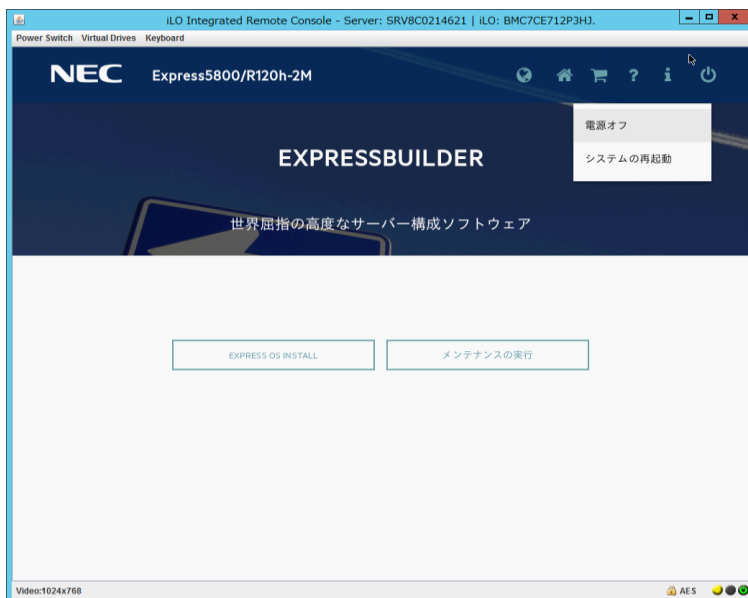 iLO Integrated Remote Console - Server: SRV8C0214621 | iLO: BMC7CE712P3HJ.
Power Switch Virtual Drives Keyboard
NEC Express5800/R120h-2M
電源オフ
システムの再起動
EXPRESSBUILDER
世界屈指の高度なサーバー構成ソフトウェア
EXPRESS OS INSTALL メンテナンスの実行
Video:1024x768 AES